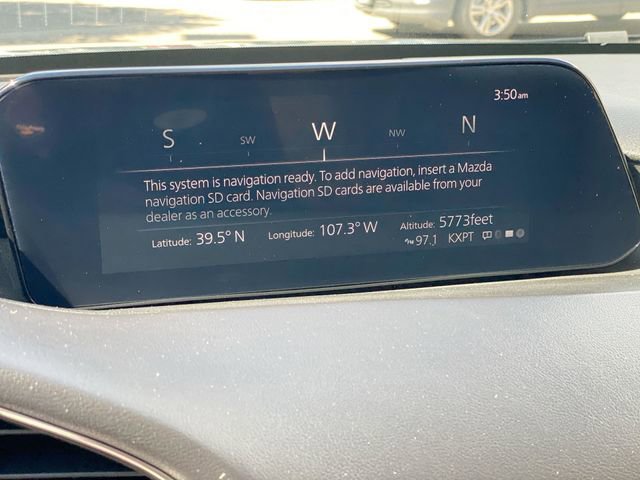 3:50am
S SW W NW N
This system is navigation ready. To add navigation, insert a Mazda
navigation SD card. Navigation SD cards are available from your
dealer as an accessory.
Latitude: 39.5° N Longitude: 107.3° W Altitude: 5773feet
97.1 KXPT